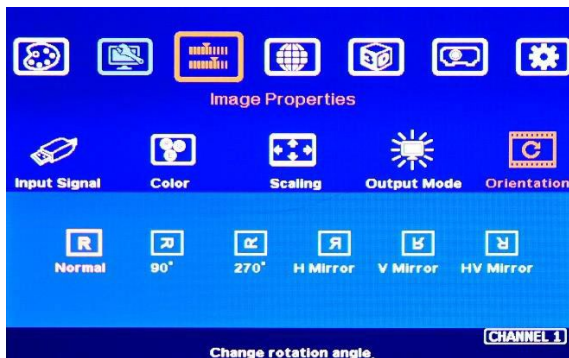 3D
Image Properties
Input Signal Color Scaling Output Mode Orientation
R R R R R R
Normal 90° 270° H Mirror V Mirror HV Mirror
CHANNEL 1
Change rotation angle